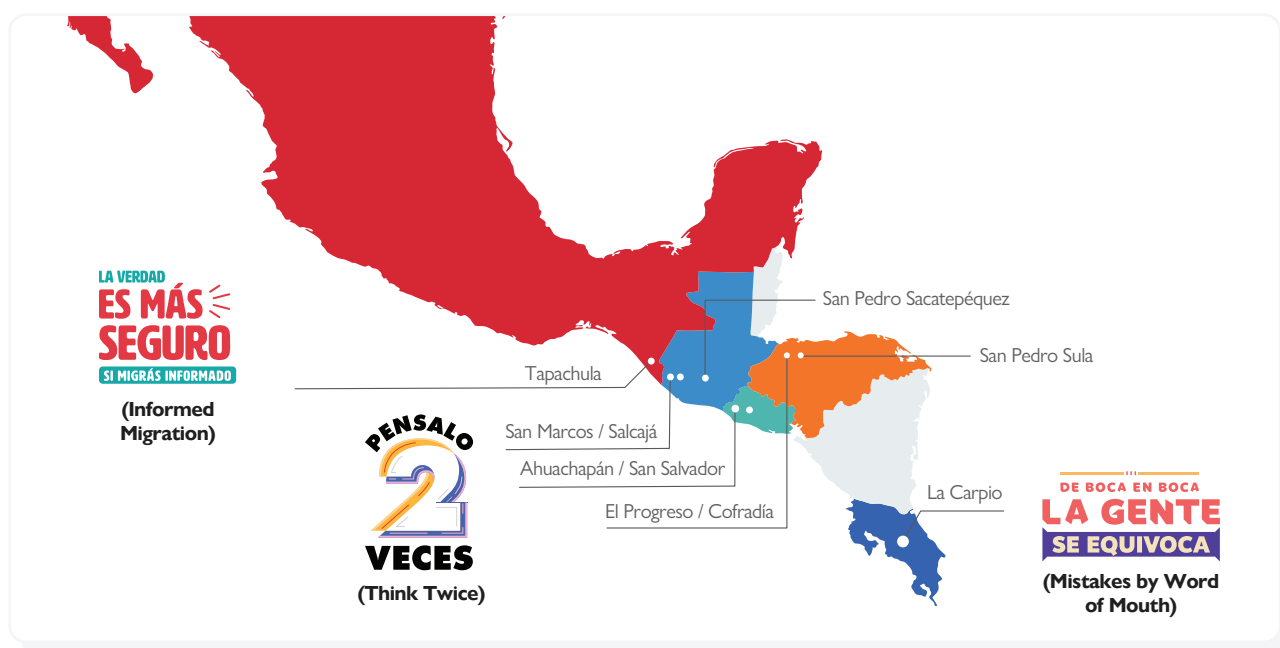 LA VERDAD
ES MÁS
SEGURO
SI MIGRÁS INFORMADO
(Informed
Migration)
PENSALO
2
VECES
(Think Twice)
San Pedro Sacatepéquez
San Pedro Sula
Tapachula
San Marcos / Salcajá
Ahuachapán / San Salvador
El Progreso / Cofradía
La Carpio
DE BOCA EN BOCA
LA GENTE
SE EQUIVOCA
(Mistakes by Word
of Mouth)